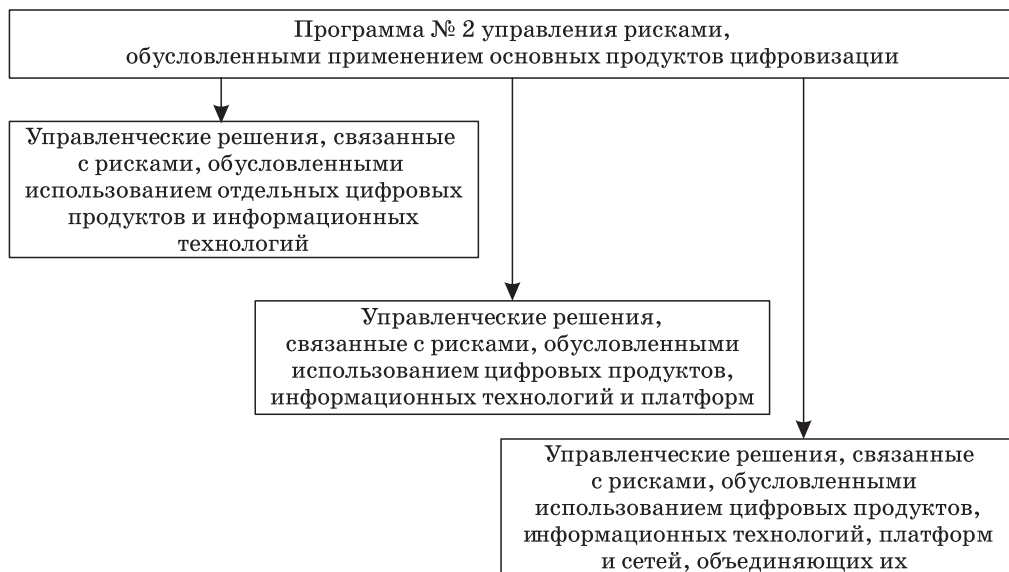 Программа № 2 управления рисками,
обусловленными применением основных продуктов цифровизации
Управленческие решения, связанные
с рисками, обусловленными
использованием отдельных цифровых
продуктов и информационных
технологий
Управленческие решения,
связанные с рисками, обусловленными
использованием цифровых продуктов,
информационных технологий и платформ
Управленческие решения, связанные
с рисками, обусловленными
использованием цифровых продуктов,
информационных технологий, платформ
и сетей, объединяющих их